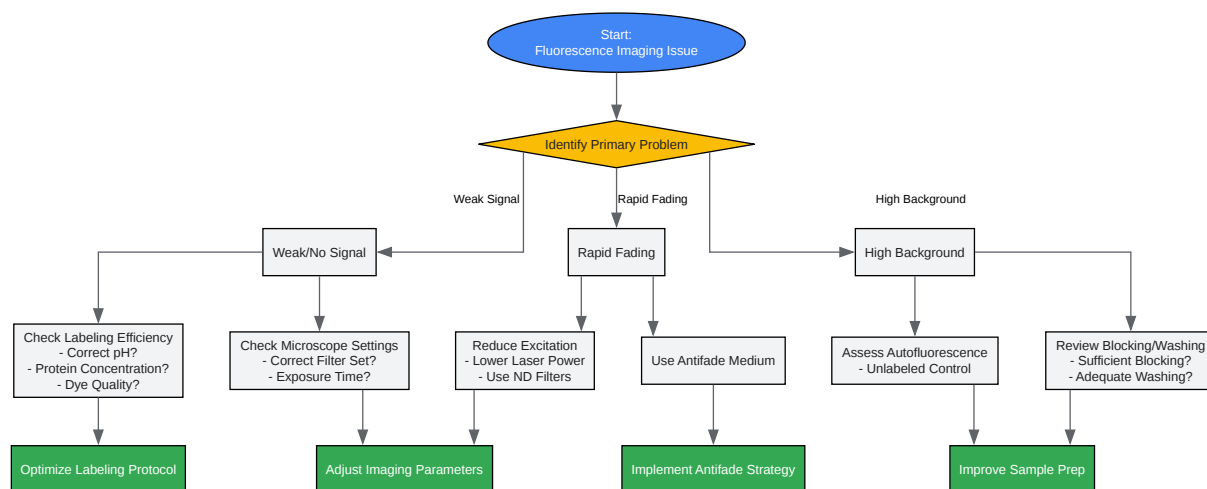 Start:
Fluorescence Imaging Issue
Identify Primary Problem
Weak Signal
Rapid Fading
High Background
Weak/No Signal
Rapid Fading
High Background
Check Labeling Efficiency
- Correct pH?
- Protein Concentration?
- Dye Quality?
Check Microscope Settings
- Correct Filter Set?
- Exposure Time?
Reduce Excitation
- Lower Laser Power
- Use ND Filters
Use Antifade Medium
Assess Autofluorescence
- Unlabeled Control
Review Blocking/Washing
- Sufficient Blocking?
- Adequate Washing?
Optimize Labeling Protocol
Adjust Imaging Parameters
Implement Antifade Strategy
Improve Sample Prep